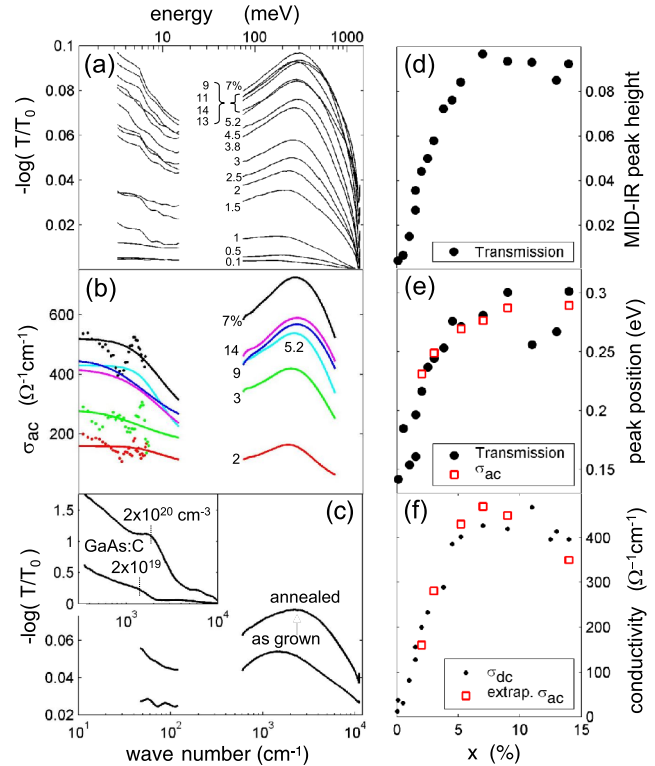 energy (meV)
10 100 1000
0.1
0.08
0.06
0.04
0.02
-log( T/T0 )
(a)
9 7%
11
14
13 5.2
4.5
3.8
3
2.5
2
1.5
1
0.5
0.1
(b)
600
400
200
σac (Ω⁻¹cm⁻¹)
7%
14
5.2
9
3
2
(c)
1.5
1
0.5
0
2x10²⁰ cm⁻³
GaAs:C
2x10¹⁹
10³ 10⁴
-log( T/T0 )
0.06
0.04
0.02
annealed
as grown
10¹ 10² 10³ 10⁴
wave number (cm⁻¹)
(d)
0.08
0.06
0.04
0.02
MID-IR peak height
Transmission
(e)
0.3
0.25
0.2
0.15
peak position (eV)
Transmission
σac
(f)
400
300
200
100
0
conductivity (Ω⁻¹cm⁻¹)
σdc
extrap. σac
0 5 10 15
x (%)